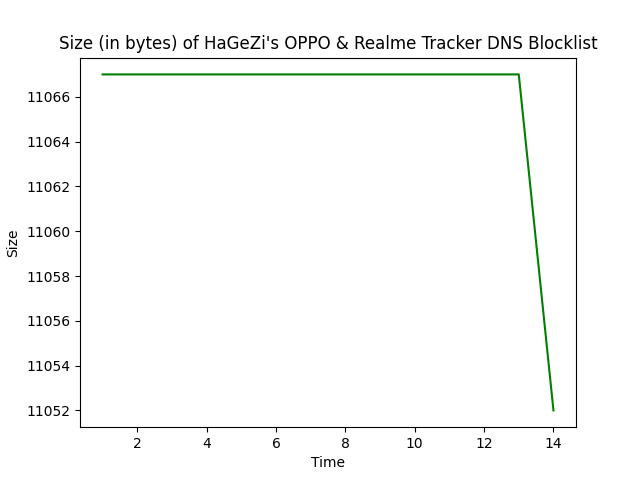 Size (in bytes) of HaGeZi's OPPO & Realme Tracker DNS Blocklist
11066
11064
11062
11060
11058
11056
11054
11052
Size
2 4 6 8 10 12 14
Time